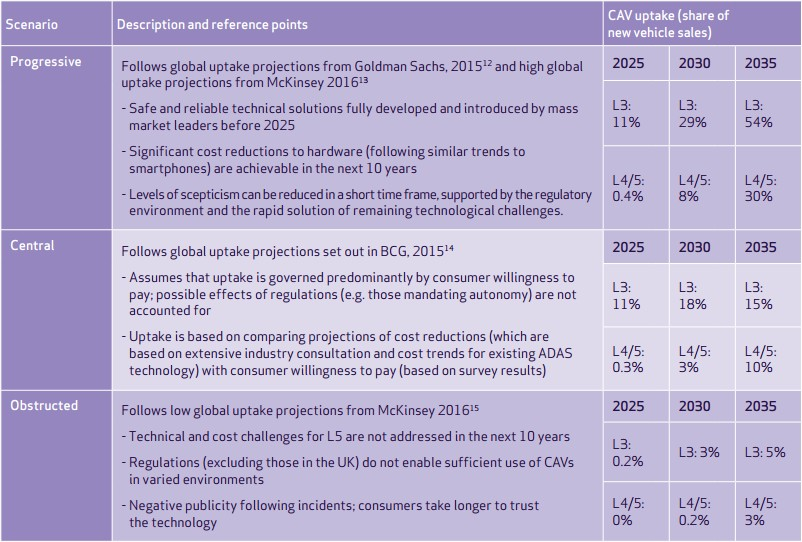 Scenario
Description and reference points
CAV uptake (share of
new vehicle sales)
Progressive
Follows global uptake projections from Goldman Sachs, 2015¹² and high global
uptake projections from McKinsey 2016¹³
- Safe and reliable technical solutions fully developed and introduced by mass
market leaders before 2025
- Significant cost reductions to hardware (following similar trends to
smartphones) are achievable in the next 10 years
- Levels of scepticism can be reduced in a short time frame, supported by the regulatory
environment and the rapid solution of remaining technological challenges.
2025 2030 2035
L3: L3: L3:
11% 29% 54%
L4/5: L4/5: L4/5:
0.4% 8% 30%
Central
Follows global uptake projections set out in BCG, 2015¹⁴
- Assumes that uptake is governed predominantly by consumer willingness to
pay; possible effects of regulations (e.g. those mandating autonomy) are not
accounted for
- Uptake is based on comparing projections of cost reductions (which are
based on extensive industry consultation and cost trends for existing ADAS
technology) with consumer willingness to pay (based on survey results)
2025 2030 2035
L3: L3: L3:
11% 18% 15%
L4/5: L4/5: L4/5:
0.3% 3% 10%
Obstructed
Follows low global uptake projections from McKinsey 2016¹⁵
- Technical and cost challenges for L5 are not addressed in the next 10 years
- Regulations (excluding those in the UK) do not enable sufficient use of CAVs
in varied environments
- Negative publicity following incidents; consumers take longer to trust
the technology
2025 2030 2035
L3: L3: 3% L3: 5%
0.2%
L4/5: L4/5: L4/5:
0% 0.2% 3%